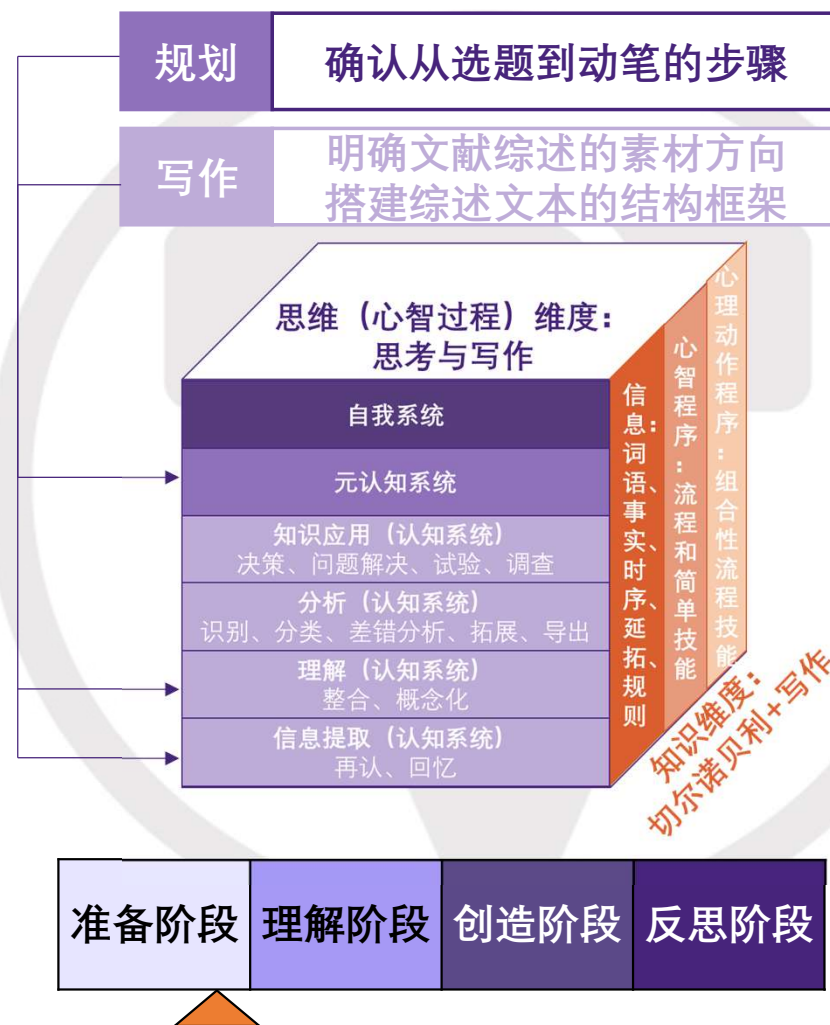 规划
确认从选题到动笔的步骤
写作
明确文献综述的素材方向
搭建综述文本的结构框架
思维（心智过程）维度：
思考与写作
自我系统
元认知系统
知识应用（认知系统）
决策、问题解决、试验、调查
分析（认知系统）
识别、分类、差错分析、拓展、导出
理解（认知系统）
整合、概念化
信息提取（认知系统）
再认、回忆
信息：词语、事实、时序、延拓、规则
心智程序：流程和简单技能
心理动作程序：组合性流程技能
知识维度：
切尔诺贝利+写作
准备阶段
理解阶段
创造阶段
反思阶段